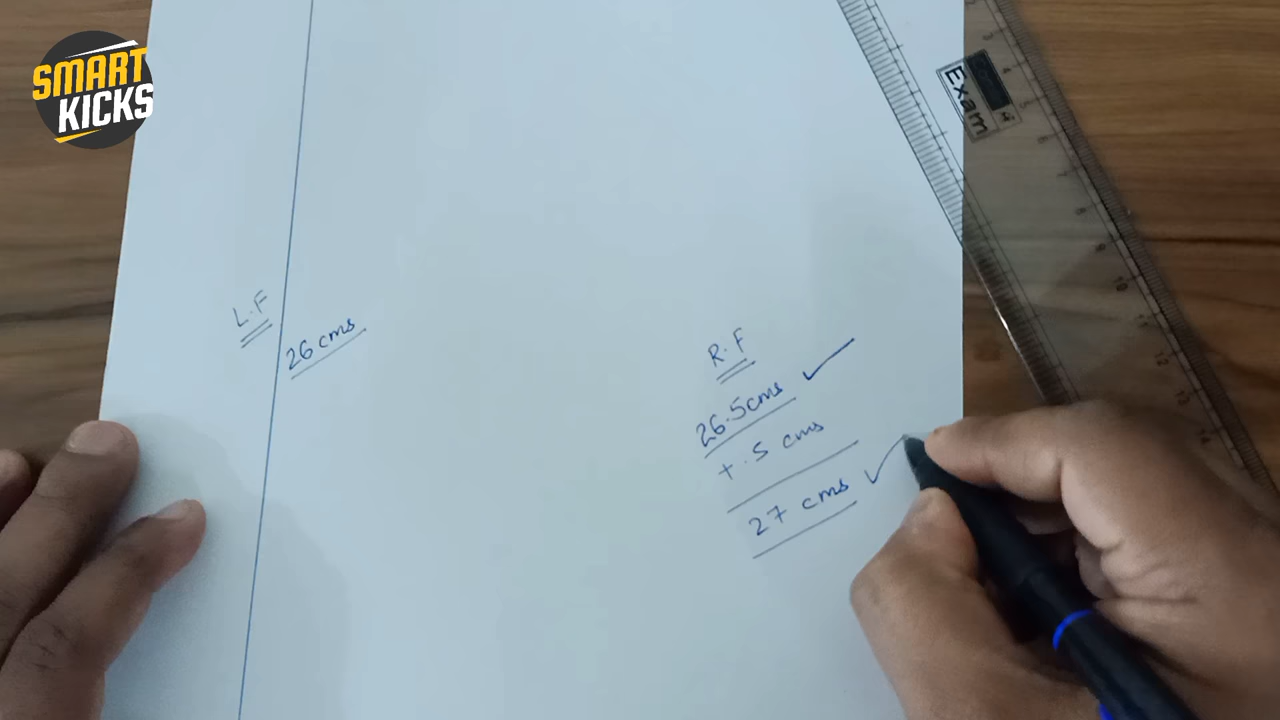 SMART
KICKS
Exam
L.F
26 cms
R.F
26.5cms
+ .5 cms
27 cms